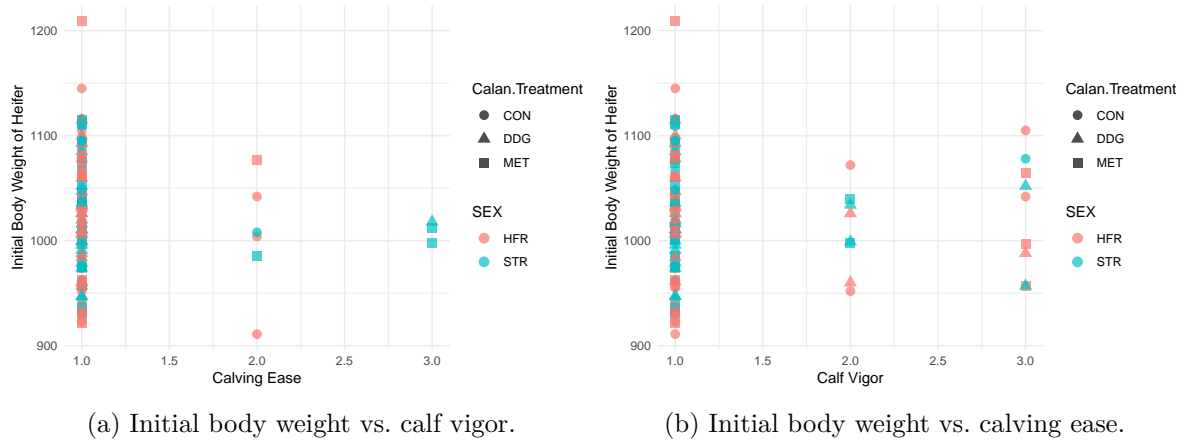 Initial Body Weight of Heifer
1200
1100
1000
900
1.0 1.5 2.0 2.5 3.0
Calving Ease
Calan.Treatment
CON
DDG
MET
SEX
HFR
STR
(a) Initial body weight vs. calf vigor.
Initial Body Weight of Heifer
1200
1100
1000
900
1.0 1.5 2.0 2.5 3.0
Calf Vigor
Calan.Treatment
CON
DDG
MET
SEX
HFR
STR
(b) Initial body weight vs. calving ease.